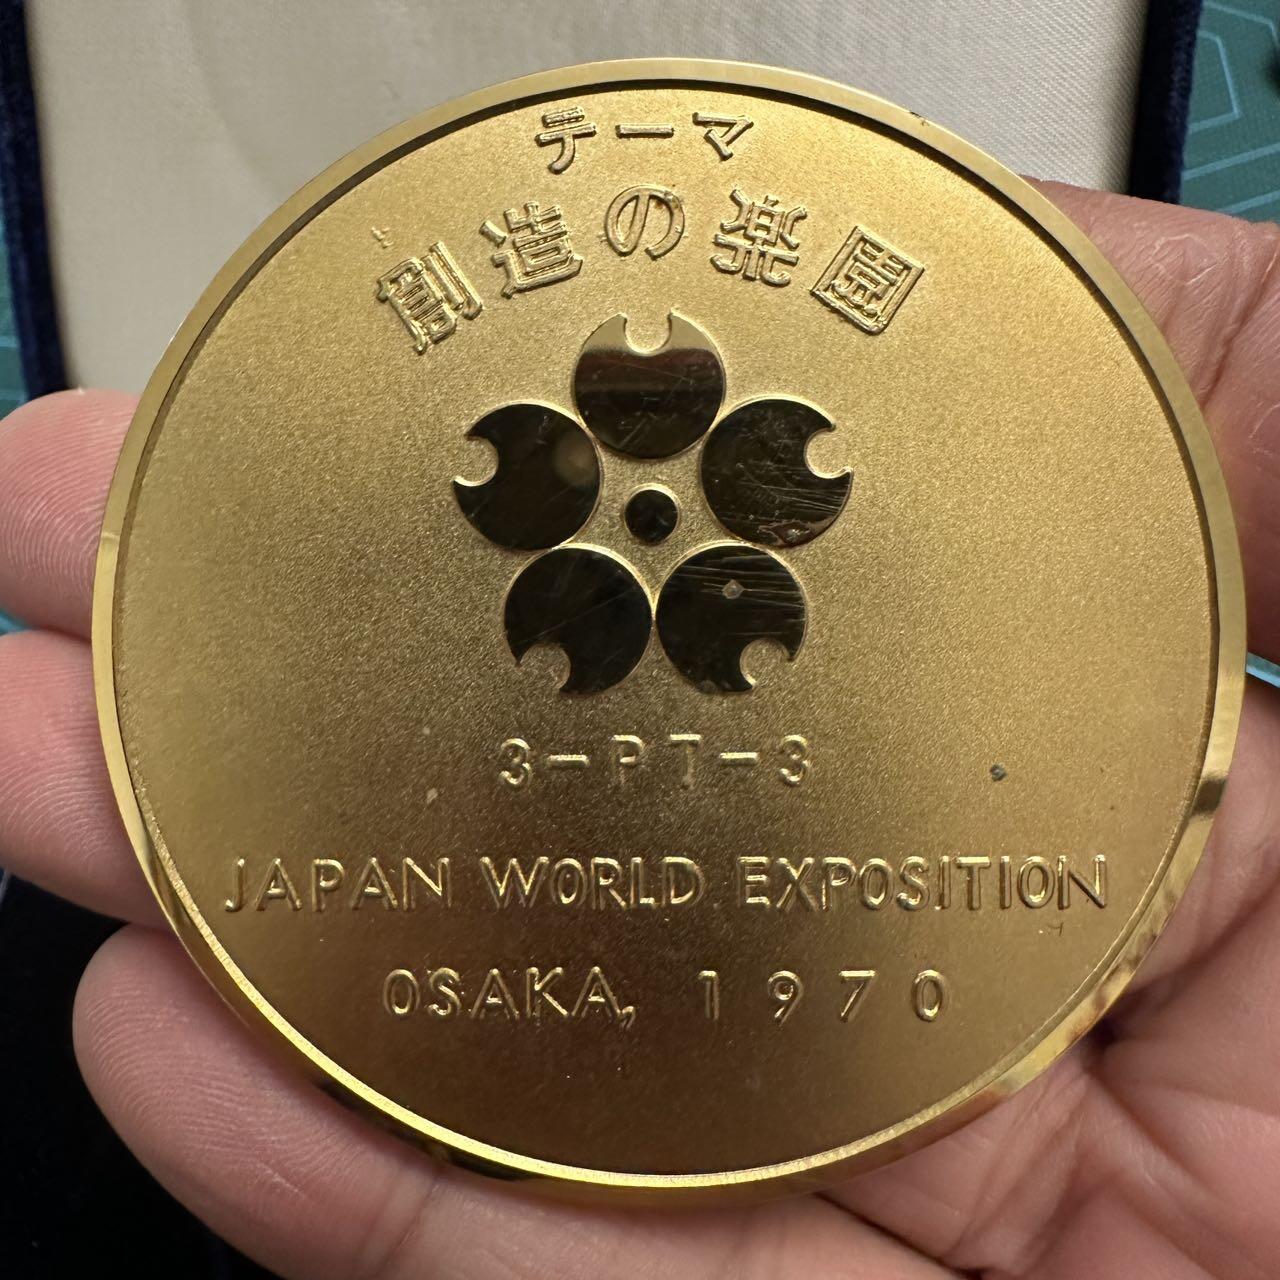 テーマ
創造の楽園
3-PT-3
JAPAN WORLD EXPOSITION
OSAKA, 1970